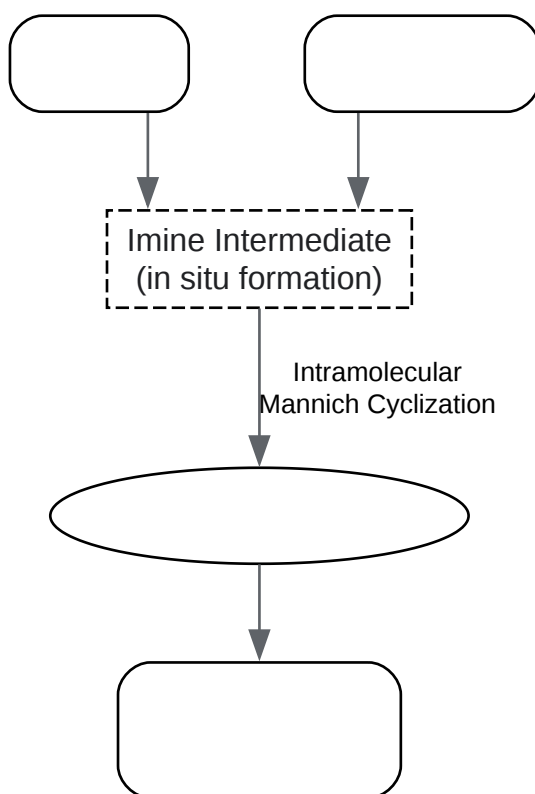 Imine Intermediate
(in situ formation)
Intramolecular
Mannich Cyclization